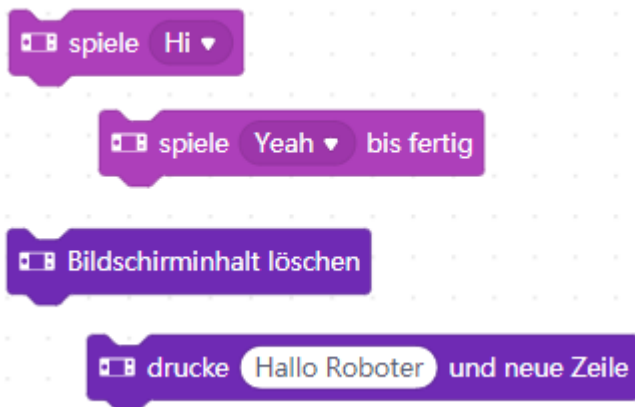 spiele Hi
spiele Yeah bis fertig
Bildschirminhalt löschen
drucke Hallo Roboter und neue Zeile